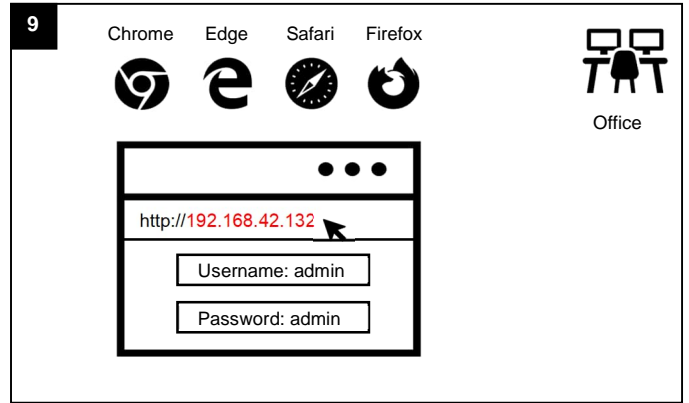 9
Chrome Edge Safari Firefox
Office
http://192.168.42.132
Username: admin
Password: admin